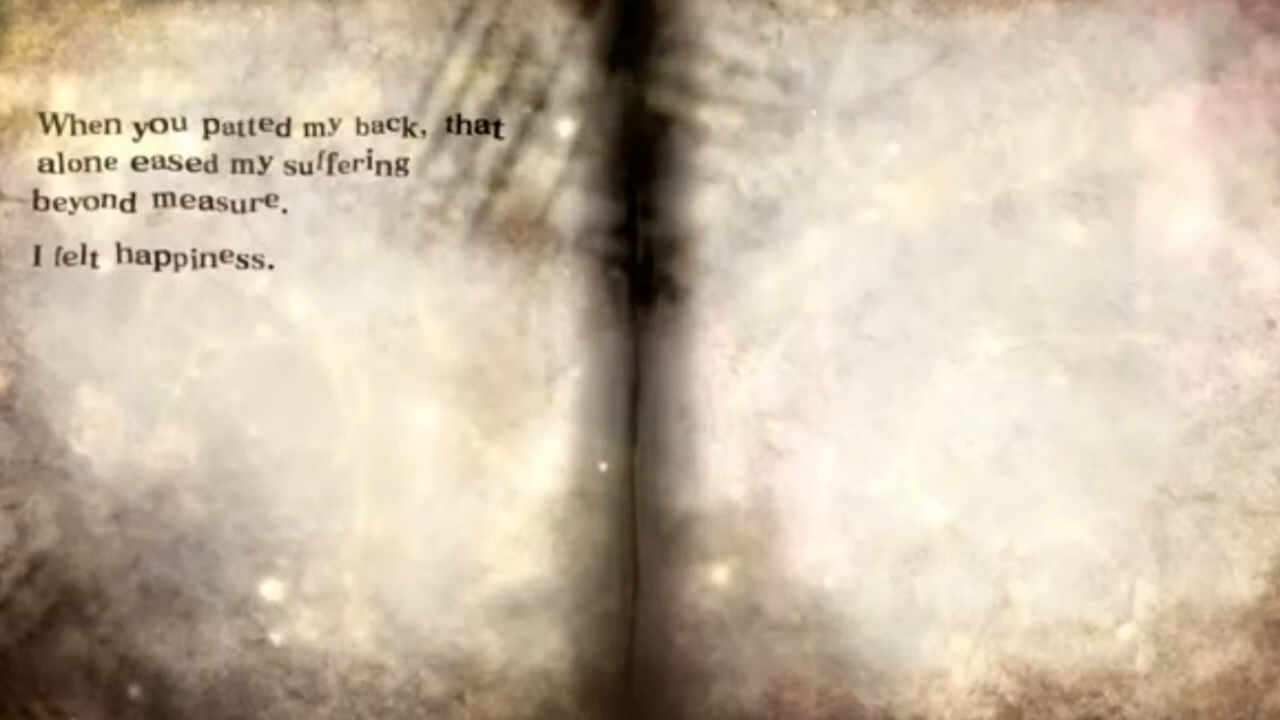 When you patted my back, that
alone eased my suffering
beyond measure.
I felt happiness.